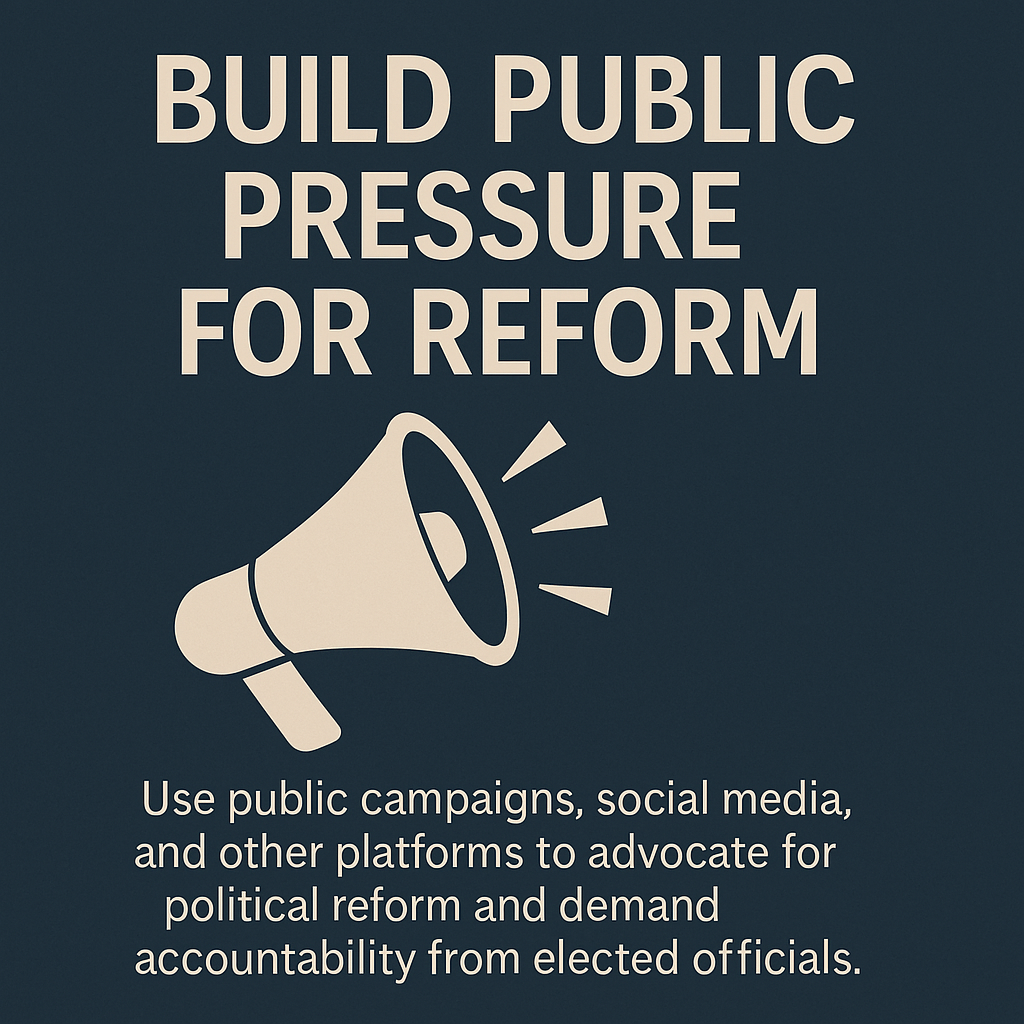 BUILD PUBLIC
PRESSURE
FOR REFORM
Use public campaigns, social media,
and other platforms to advocate for
political reform and demand
accountability from elected officials.